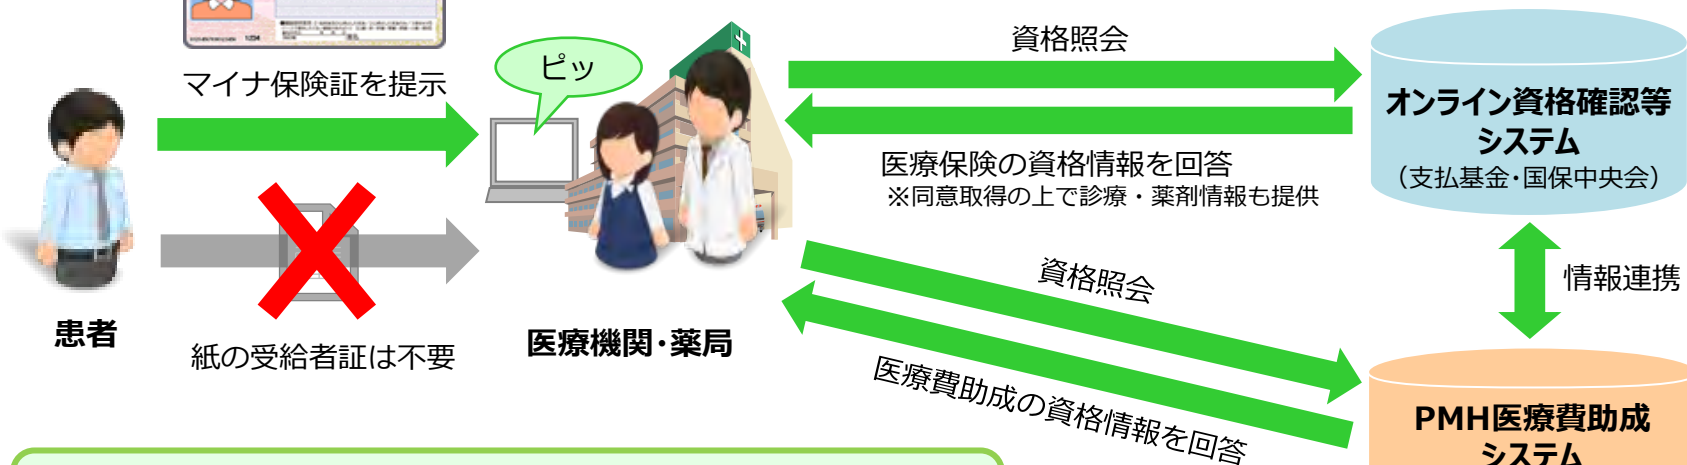 マイナ保険証を提示
ピッ
患者
紙の受給者証は不要
医療機関・薬局
資格照会
医療保険の資格情報を回答
※同意取得の上で診療・薬剤情報も提供
オンライン資格確認等
システム
（支払基金・国保中央会）
情報連携
資格照会
医療費助成の資格情報を回答
PMH医療費助成
システム